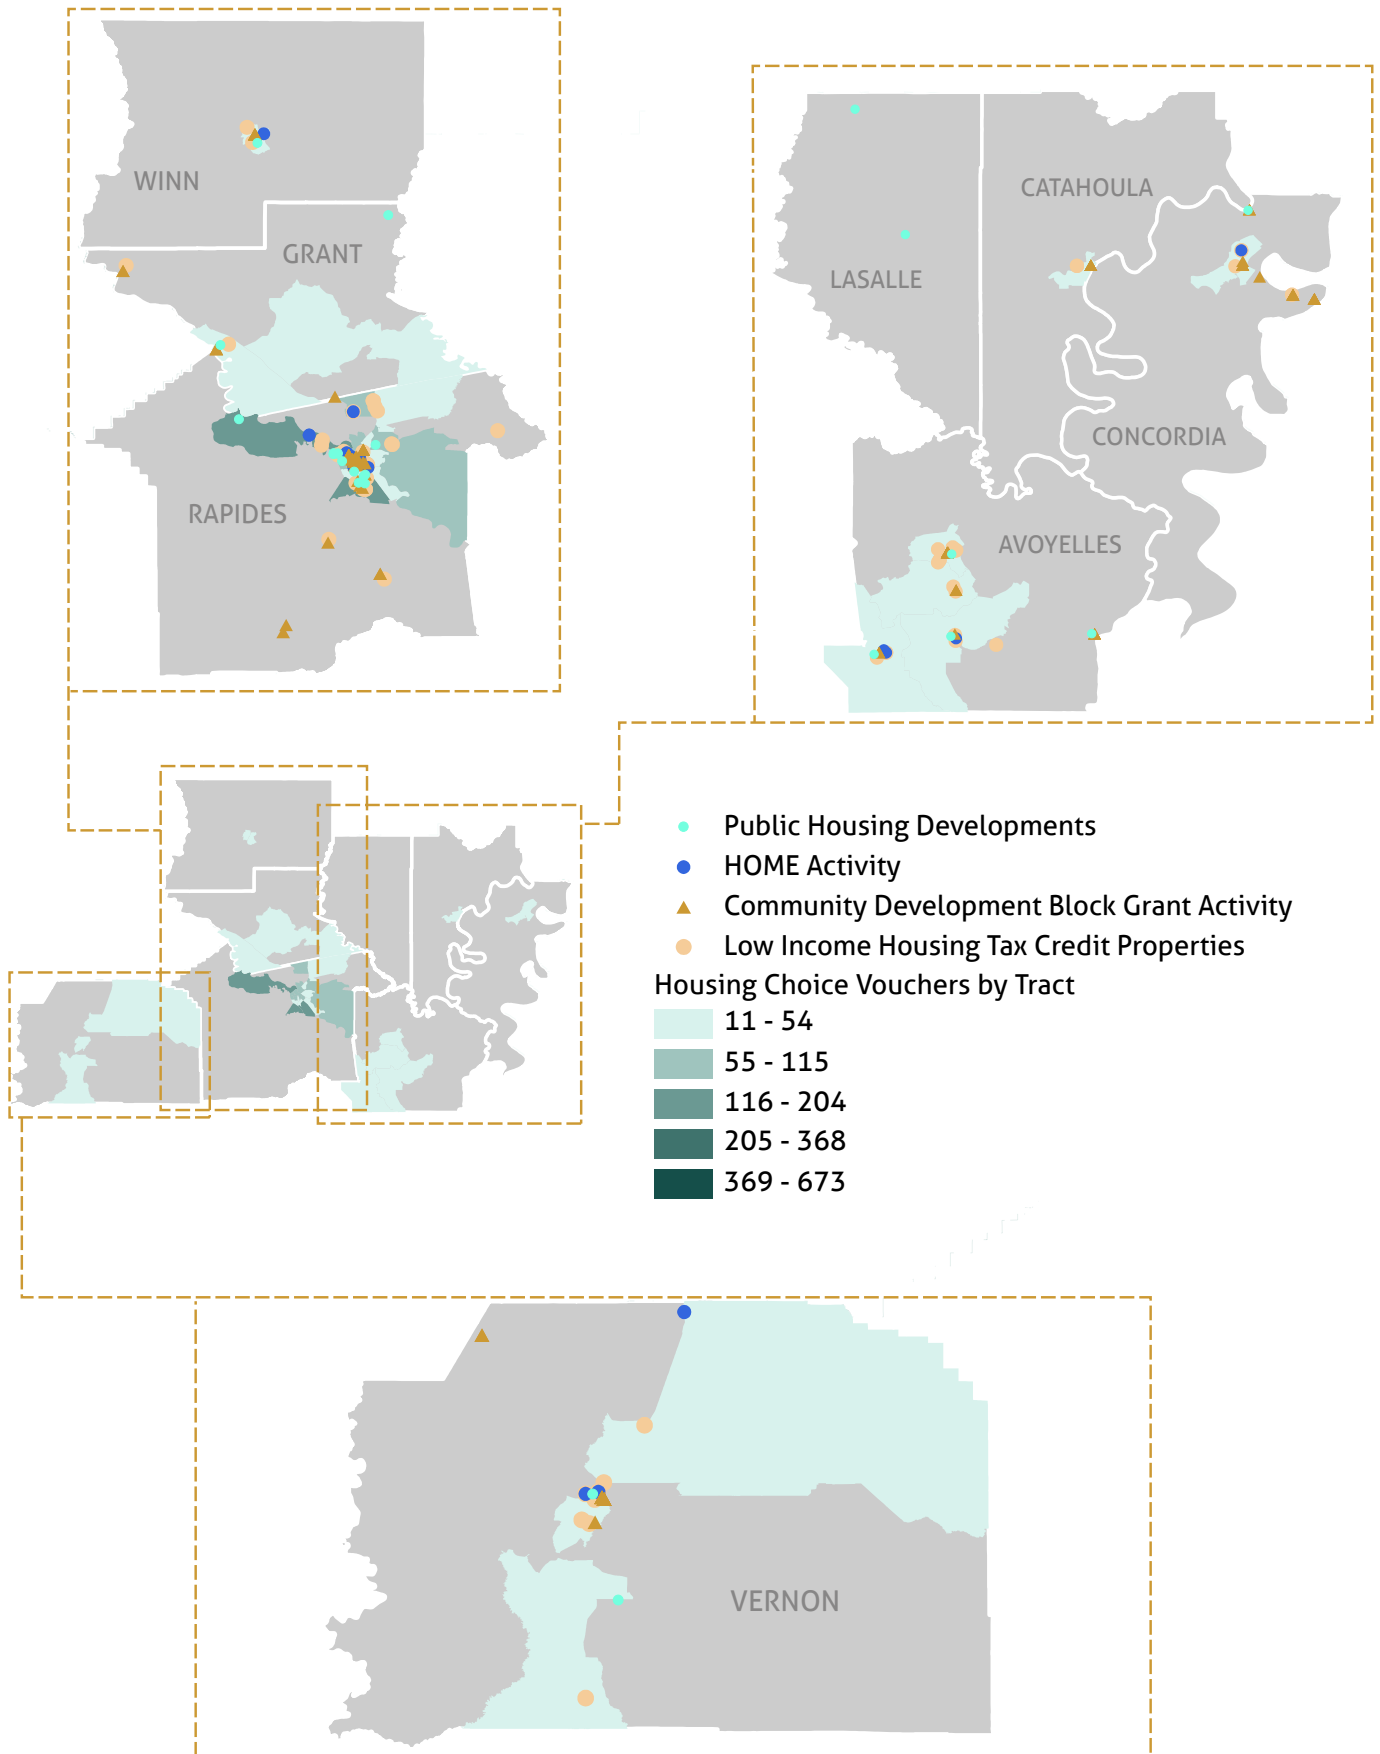 WINN
GRANT
RAPIDES
CATAHOULA
LASALLE
CONCORDIA
AVOYELLES
Public Housing Developments
HOME Activity
Community Development Block Grant Activity
Low Income Housing Tax Credit Properties
Housing Choice Vouchers by Tract
11 - 54
55 - 115
116 - 204
205 - 368
369 - 673
VERNON